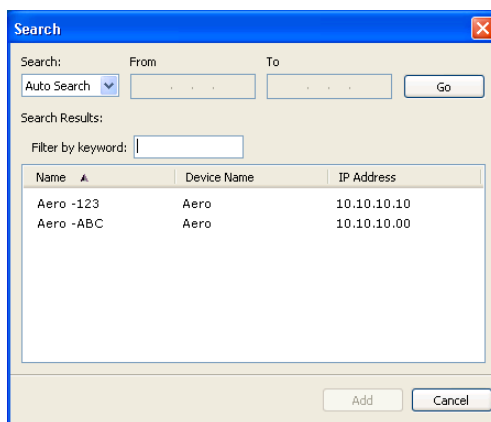 Search
Search: From To
Auto Search . . . . . . Go
Search Results:
Filter by keyword:
Name Device Name IP Address
Aero -123 Aero 10.10.10.10
Aero -ABC Aero 10.10.10.00
Add Cancel